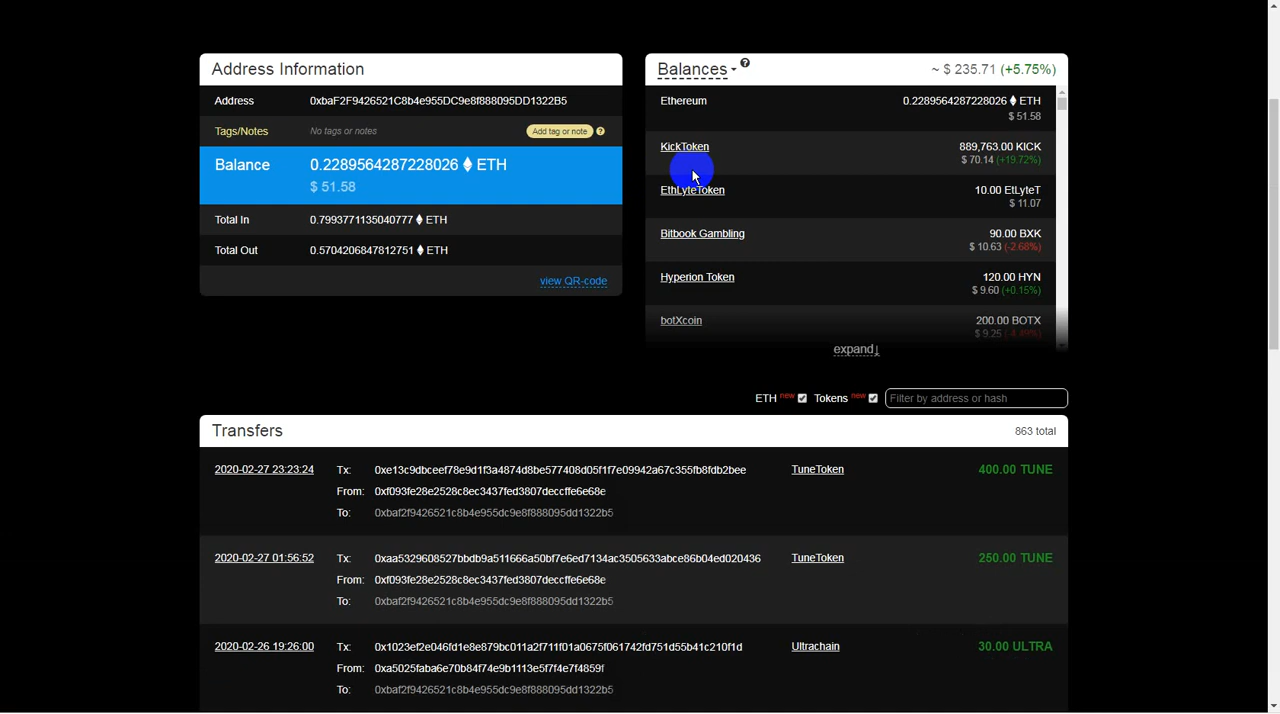 Address Information
Address 0xbaF2F9426521C8b4e955DC9e8f888095DD1322B5
Tags/Notes No tags or notes Add tag or note ?
Balance 0.2289564287228026 ETH
$ 51.58
Total In 0.7993771135040777 ETH
Total Out 0.5704206847812751 ETH
view QR-code
Balances ? ~ $ 235.71 (+5.75%)
Ethereum 0.2289564287228026 ETH
$ 51.58
KickToken 889,763.00 KICK
$ 70.14 (+19.72%)
EthLyteToken 10.00 EtLyteT
$ 11.07
Bitbook Gambling 90.00 BXK
$ 10.63 (-2.68%)
Hyperion Token 120.00 HYN
$ 9.60 (+0.15%)
botXcoin 200.00 BOTX
$ 9.25 (-4.49%)
expand↓
ETH new Tokens new Filter by address or hash
Transfers 863 total
2020-02-27 23:23:24 Tx: 0xe13c9dbceef78e9d1f3a4874d8be577408d05f1f7e09942a67c355fb8fdb2bee TuneToken 400.00 TUNE
From: 0xf093fe28e2528c8ec3437fed3807deccffe6e68e
To: 0xbaf2f9426521c8b4e955dc9e8f888095dd1322b5
2020-02-27 01:56:52 Tx: 0xaa5329608527bbdb9a511666a50bf7e6ed7134ac3505633abce86b04ed020436 TuneToken 250.00 TUNE
From: 0xf093fe28e2528c8ec3437fed3807deccffe6e68e
To: 0xbaf2f9426521c8b4e955dc9e8f888095dd1322b5
2020-02-26 19:26:00 Tx: 0x1023ef2e046fd1e8e879bc011a2f711f01a0675f061742fd751d55b41c210f1d Ultrachain 30.00 ULTRA
From: 0xa5025faba6e70b84f74e9b1113e5f7f4e7f4859f
To: 0xbaf2f9426521c8b4e955dc9e8f888095dd1322b5